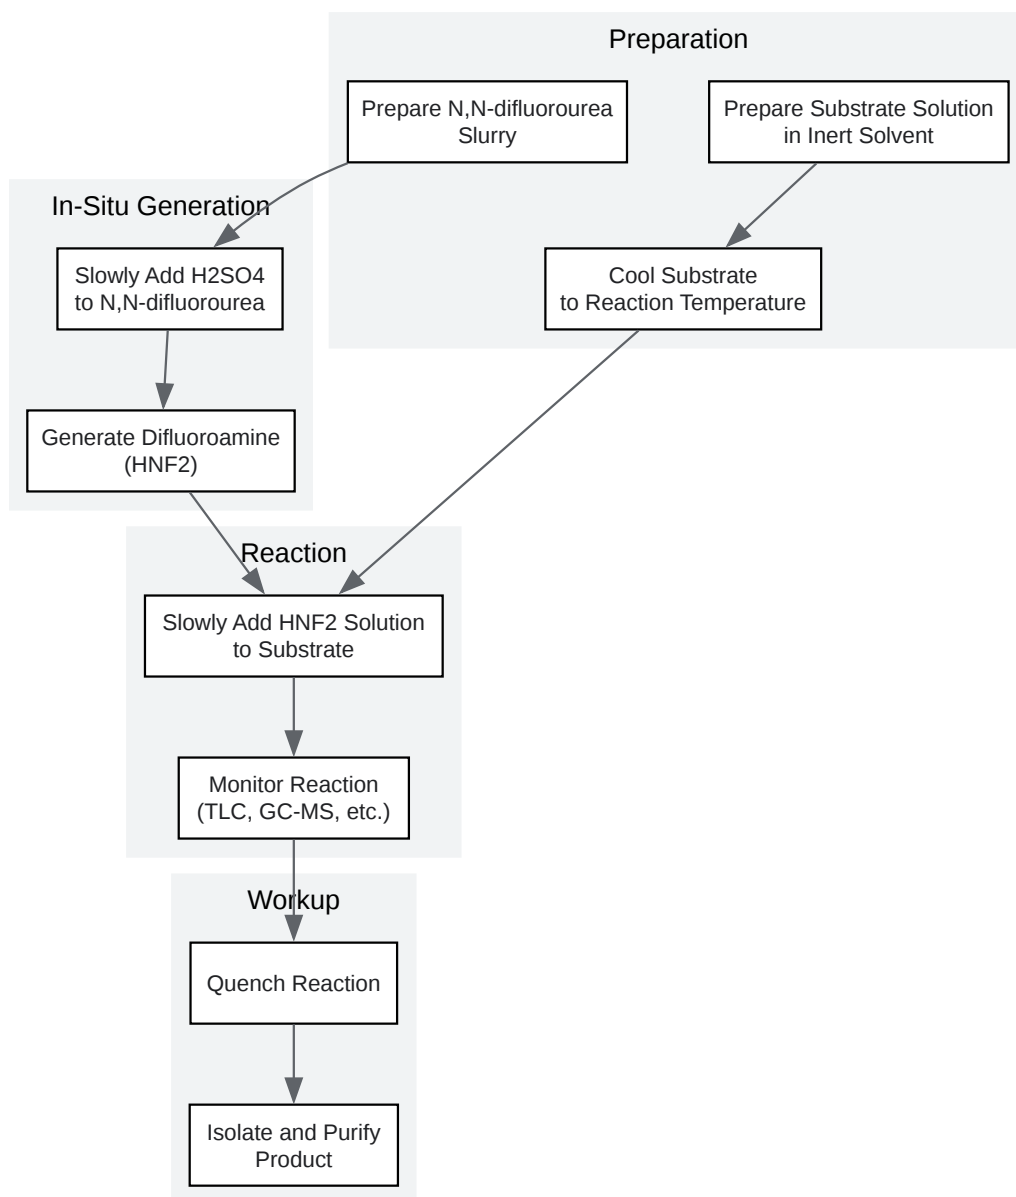 Preparation
Prepare N,N-difluorourea
Slurry
Prepare Substrate Solution
in Inert Solvent
In-Situ Generation
Slowly Add H2SO4
to N,N-difluorourea
Cool Substrate
to Reaction Temperature
Generate Difluoroamine
(HNF2)
Reaction
Slowly Add HNF2 Solution
to Substrate
Monitor Reaction
(TLC, GC-MS, etc.)
Workup
Quench Reaction
Isolate and Purify
Product